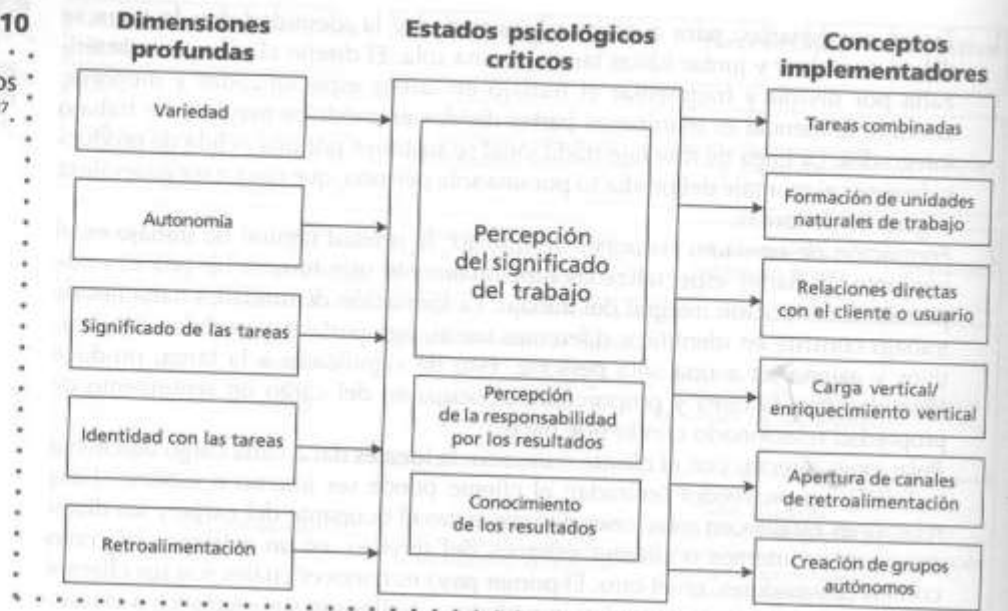 10
OS
7
Dimensiones
profundas
Variedad
Autonomía
Significado de las tareas
Identidad con las tareas
Retroalimentación
Estados psicológicos
críticos
Percepción
del significado
del trabajo
Percepción
de la responsabilidad
por los resultados
Conocimiento
de los resultados
Conceptos
implementadores
Tareas combinadas
Formación de unidades
naturales de trabajo
Relaciones directas
con el cliente o usuario
Carga vertical/
enriquecimiento vertical
Apertura de canales
de retroalimentación
Creación de grupos
autónomos